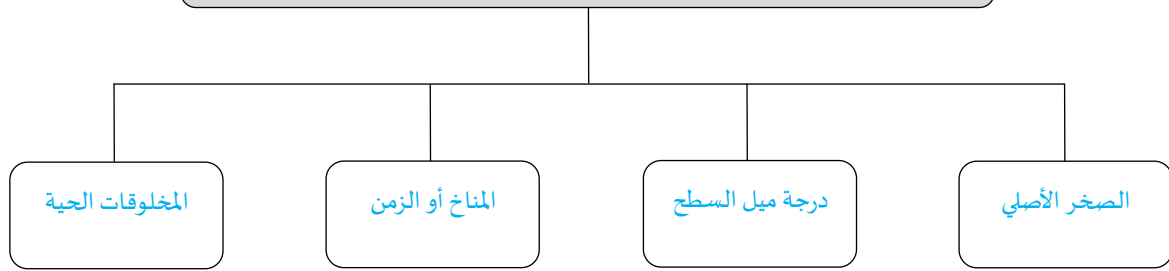 الصخر الأصلي
درجة ميل السطح
المناخ أو الزمن
المخلوقات الحية